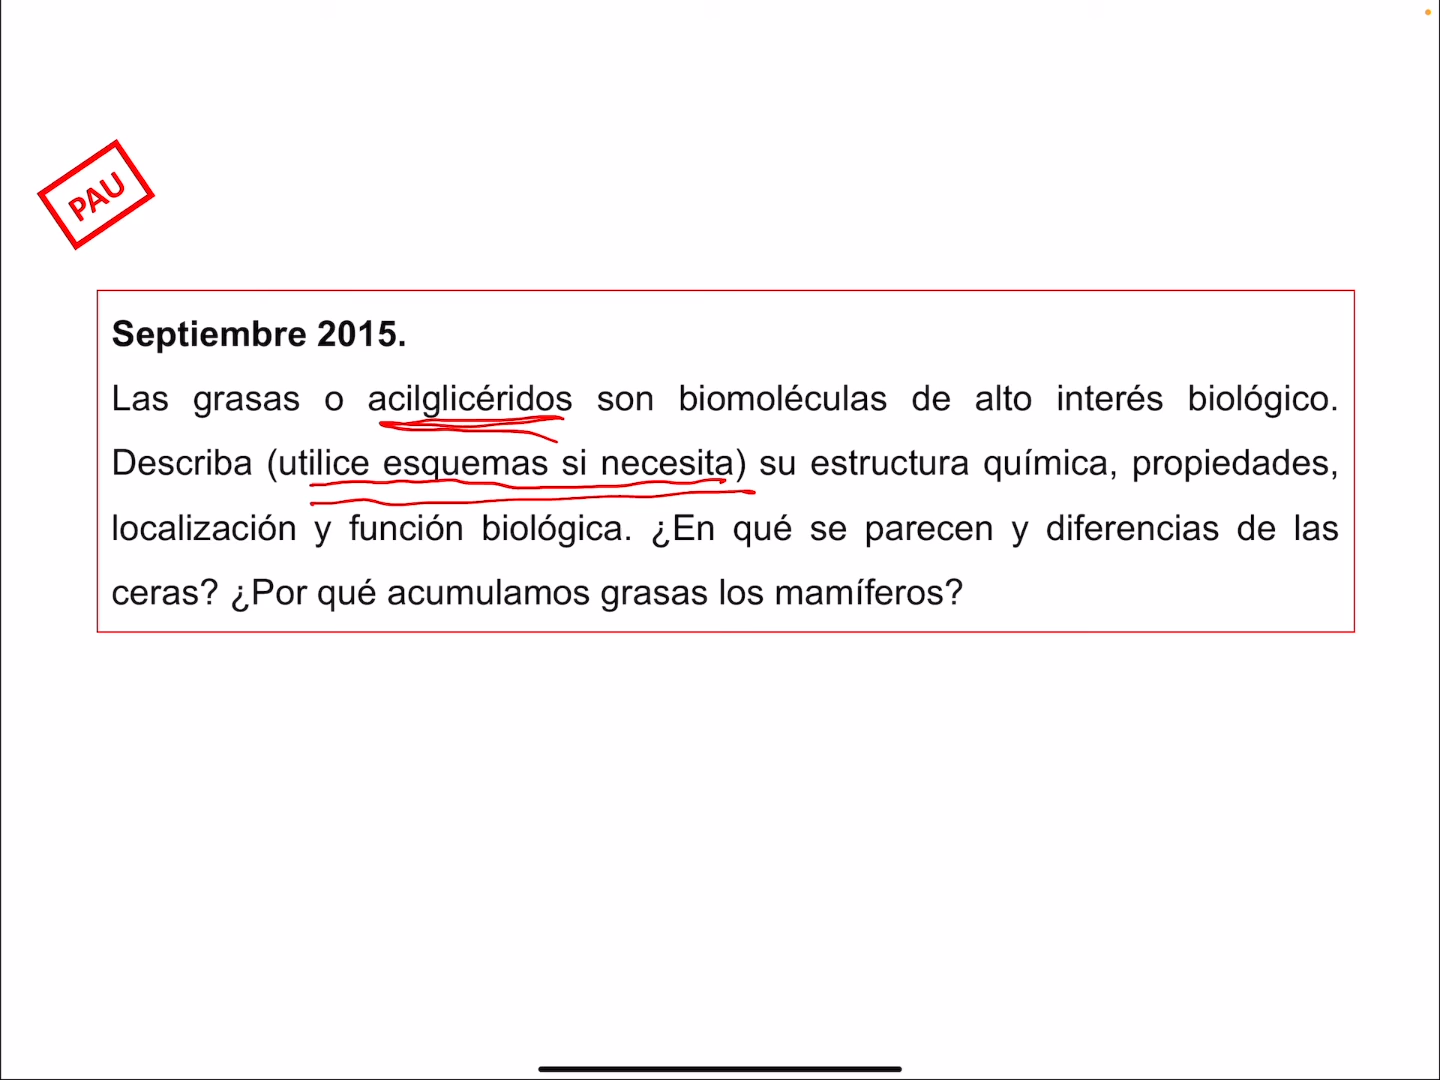 PAU
Septiembre 2015.
Las grasas o acilglicéridos son biomoléculas de alto interés biológico.
Describa (utilice esquemas si necesita) su estructura química, propiedades,
localización y función biológica. ¿En qué se parecen y diferencias de las
ceras? ¿Por qué acumulamos grasas los mamíferos?